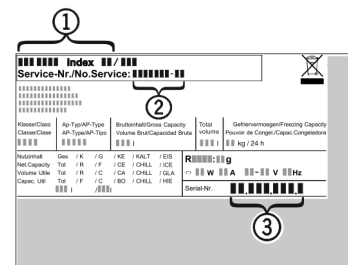 1
Index /
Service-Nr./No.Service: -
2
Klasse/Class Ap-Typ/AP-Type Bruttoinhalt/Gross Capacity Total Gefriervermoegen/Freezing Capacity
Classe/Clase AP-Type/AP-Tipo Volume Brut/Capacidad Bruta volume Pouvoir de Congel./Capac.Congeladora
l l kg / 24 h
Nutzinhalt Ges / K / G / KE / KALT / EIS
Net.Capacity Tot / R / F / CE / CHILL / ICE
Volume Utile Tot / R / C / CA / CHILL / GLA
Capac. Util Tot / F / C / BO / CHILL / HIE
l / l
R : g
W A - V Hz
Serial-Nr. . . .
3